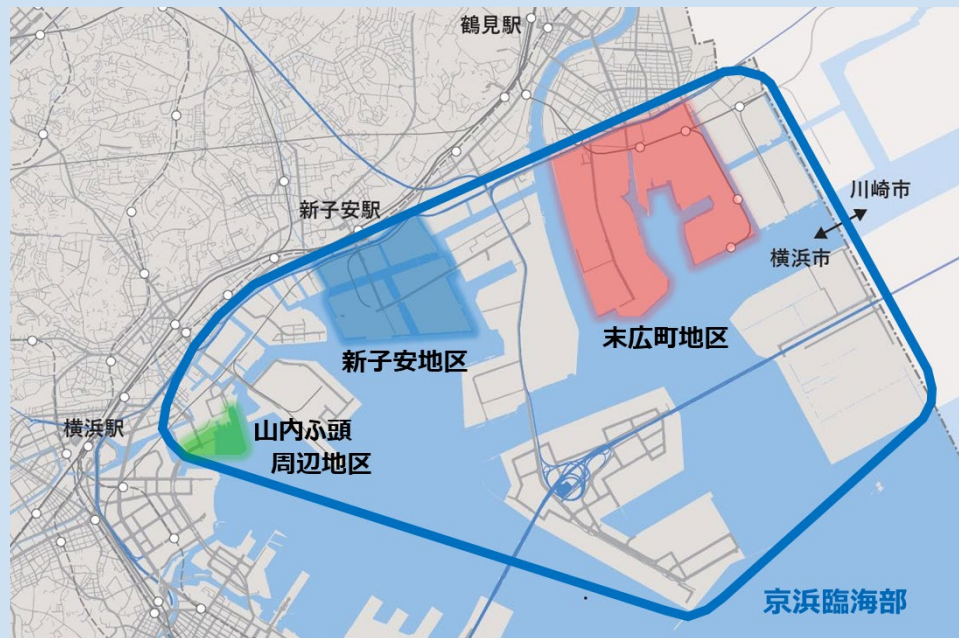 鶴見駅
川崎市
新子安駅
横浜市
末広町地区
新子安地区
横浜駅
山内ふ頭
周辺地区
京浜臨海部